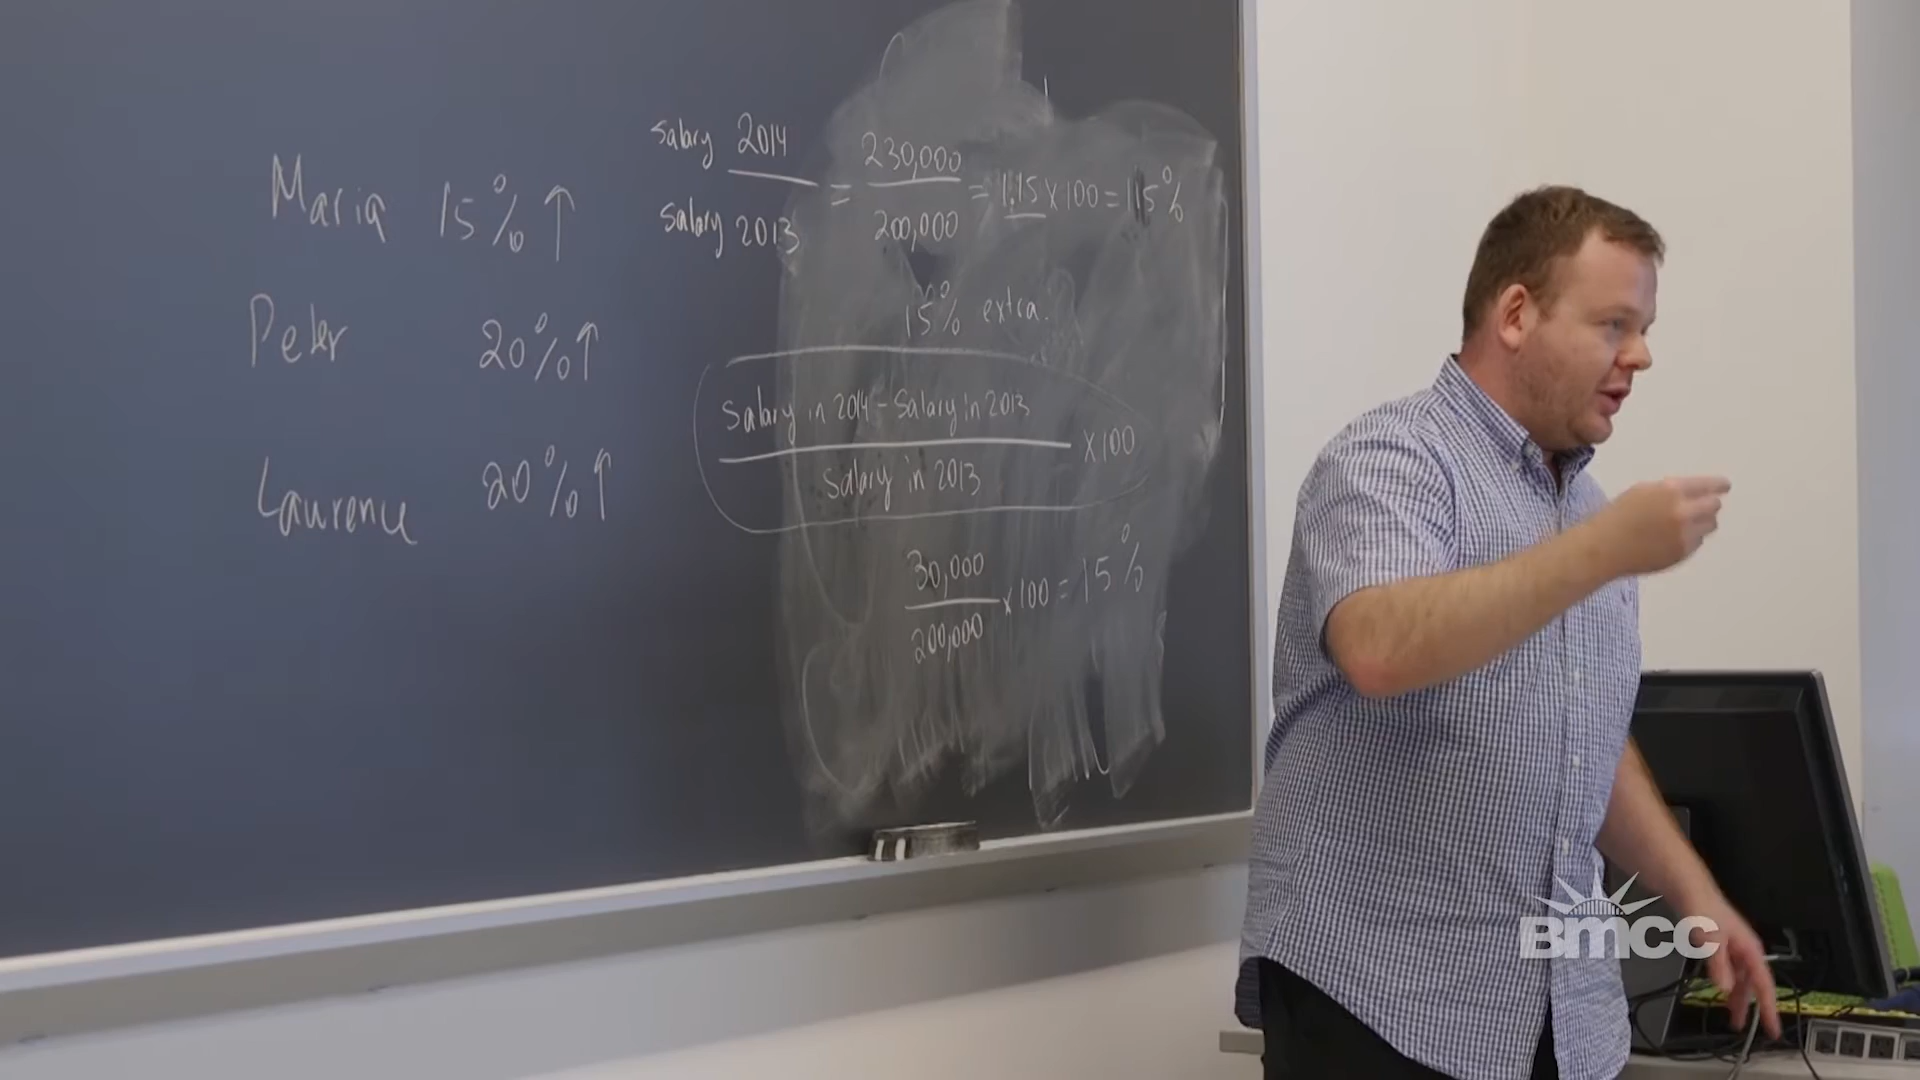 Maria 15% ↑
Peter 20% ↑
Laurence 20% ↑
Salary 2014
Salary 2013
= 230,000
200,000
= 1.15 x 100 = 115%
15% extra.
Salary in 2014 - Salary in 2013
Salary in 2013
x 100
30,000
200,000
x 100 = 15%
BMCC